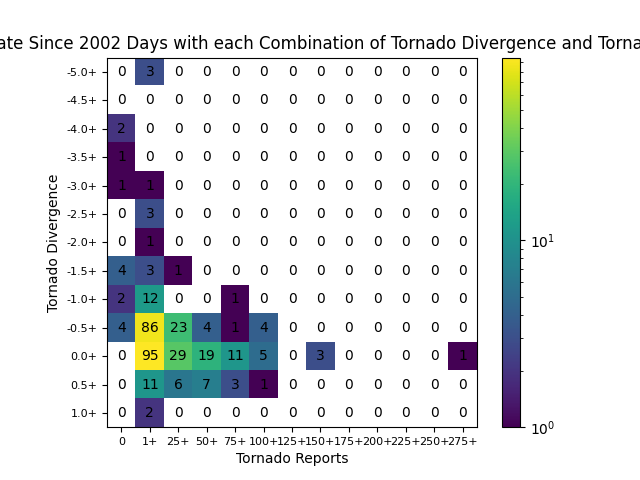 ate Since 2002 Days with each Combination of Tornado Divergence and Torna
-5.0+ 0 3 0 0 0 0 0 0 0 0 0 0 0
-4.5+ 0 0 0 0 0 0 0 0 0 0 0 0 0
-4.0+ 2 0 0 0 0 0 0 0 0 0 0 0 0
-3.5+ 1 0 0 0 0 0 0 0 0 0 0 0 0
-3.0+ 1 1 0 0 0 0 0 0 0 0 0 0 0
-2.5+ 0 3 0 0 0 0 0 0 0 0 0 0 0
-2.0+ 0 1 0 0 0 0 0 0 0 0 0 0 0
-1.5+ 4 3 1 0 0 0 0 0 0 0 0 0 0
-1.0+ 2 12 0 0 1 0 0 0 0 0 0 0 0
-0.5+ 4 86 23 4 1 4 0 0 0 0 0 0 0
0.0+ 0 95 29 19 11 5 0 3 0 0 0 0 1
0.5+ 0 11 6 7 3 1 0 0 0 0 0 0 0
1.0+ 0 2 0 0 0 0 0 0 0 0 0 0 0
0 1+ 25+ 50+ 75+ 100+ 125+ 150+ 175+ 200+ 225+ 250+ 275+
Tornado Reports
Tornado Divergence
10^1
10^0